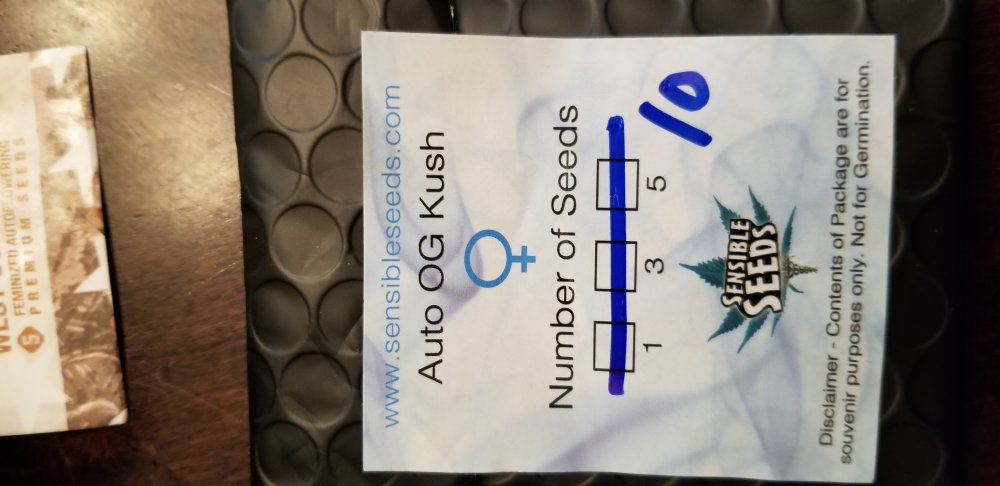 www.sensibleseeds.com
Auto OG Kush
Number of Seeds
1 3 5
10
SENSIBLE
SEEDS
Disclaimer - Contents of Package are for
souvenir purposes only. Not for Germination.
FEMINIZED AUTOFLOWERING
PREMIUM SEEDS